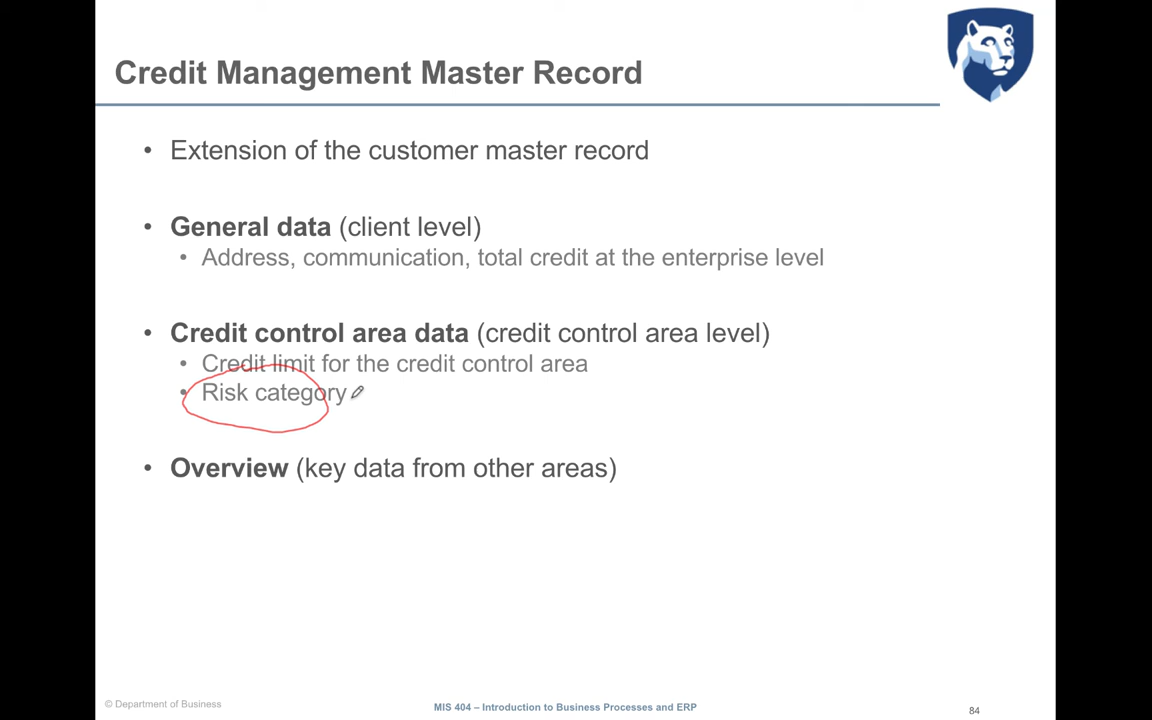 Credit Management Master Record
• Extension of the customer master record
• General data (client level)
• Address, communication, total credit at the enterprise level
• Credit control area data (credit control area level)
• Credit limit for the credit control area
• Risk category
• Overview (key data from other areas)
© Department of Business
MIS 404 – Introduction to Business Processes and ERP
84